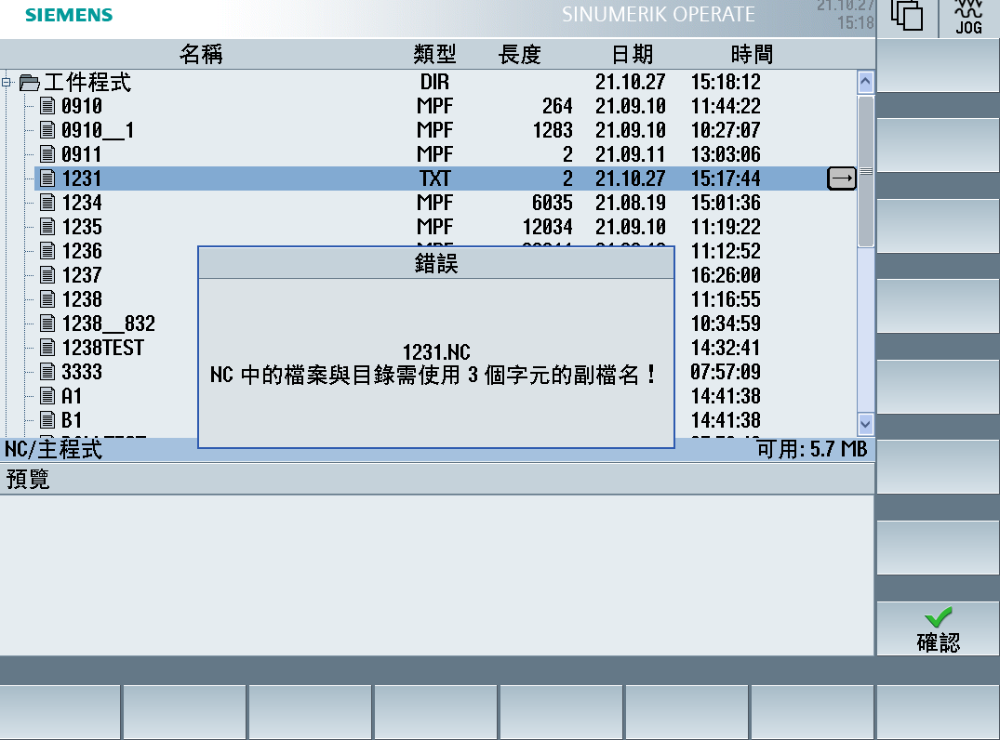 SIEMENS SINUMERIK OPERATE 21.10.27
15:18
JOG
名稱 類型 長度 日期 時間
工件程式 DIR 21.10.27 15:18:12
0910 MPF 264 21.09.10 11:44:22
0910__1 MPF 1283 21.09.10 10:27:07
0911 MPF 2 21.09.11 13:03:06
1231 TXT 2 21.10.27 15:17:44
1234 MPF 6035 21.08.19 15:01:36
1235 MPF 12034 21.09.10 11:19:22
1236 11:12:52
1237 16:26:00
1238 11:16:55
1238__832 10:34:59
1238TEST 14:32:41
3333 07:57:09
A1 14:41:38
B1 14:41:38
錯誤
1231.NC
NC 中的檔案與目錄需使用 3 個字元的副檔名！
NC/主程式 可用: 5.7 MB
預覽
確認